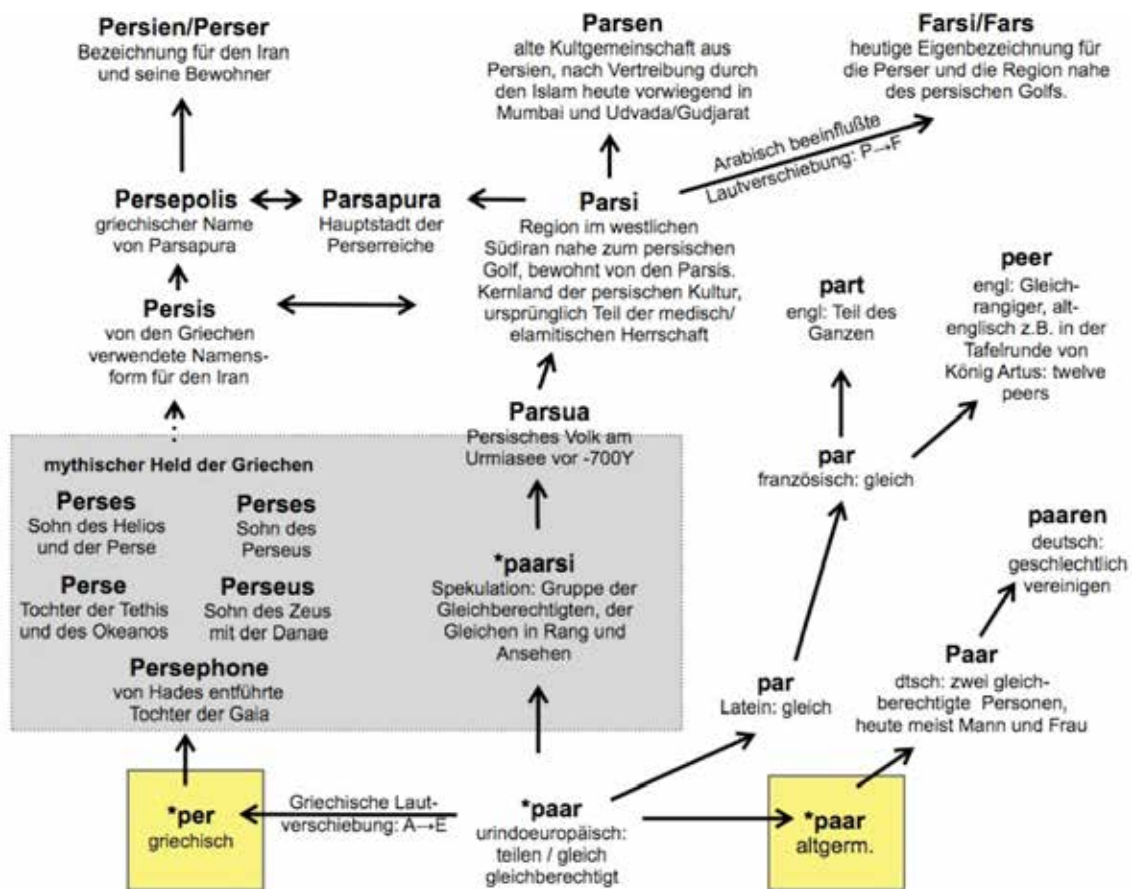 Persien/Perser
Bezeichnung für den Iran
und seine Bewohner
Parsen
alte Kultgemeinschaft aus
Persien, nach Vertreibung durch
den Islam heute vorwiegend in
Mumbai und Udvada/Gudjarat
Farsi/Fars
heutige Eigenbezeichnung für
die Perser und die Region nahe
des persischen Golfs.
Arabisch beeinflußte
Lautverschiebung: P→F
Persepolis
griechischer Name
von Parsapura
Parsapura
Hauptstadt der
Perserreiche
Parsi
Region im westlichen
Südiran nahe zum persischen
Golf, bewohnt von den Parsis.
Kernland der persischen Kultur,
ursprünglich Teil der medisch/
elamitischen Herrschaft
Persis
von den Griechen
verwendete Namens-
form für den Iran
part
engl: Teil des
Ganzen
peer
engl: Gleich-
rangiger, alt-
englisch z.B. in der
Tafelrunde von
König Artus: twelve
peers
Parsua
Persisches Volk am
Urmiasee vor -700Y
mythischer Held der Griechen
Perses
Sohn des Helios
und der Perse
Perses
Sohn des
Perseus
Perse
Tochter der Tethis
und des Okeanos
Perseus
Sohn des Zeus
mit der Danae
Persephone
von Hades entführte
Tochter der Gaia
*paarsi
Spekulation: Gruppe der
Gleichberechtigten, der
Gleichen in Rang und
Ansehen
par
französisch: gleich
paaren
deutsch:
geschlechtlich
vereinigen
par
Latein: gleich
Paar
dtsch: zwei gleich-
berechtigte Personen,
heute meist Mann und Frau
*per
griechisch
Griechische Laut-
verschiebung: A→E
*paar
urindoeuropäisch:
teilen / gleich
gleichberechtigt
*paar
altgerm.